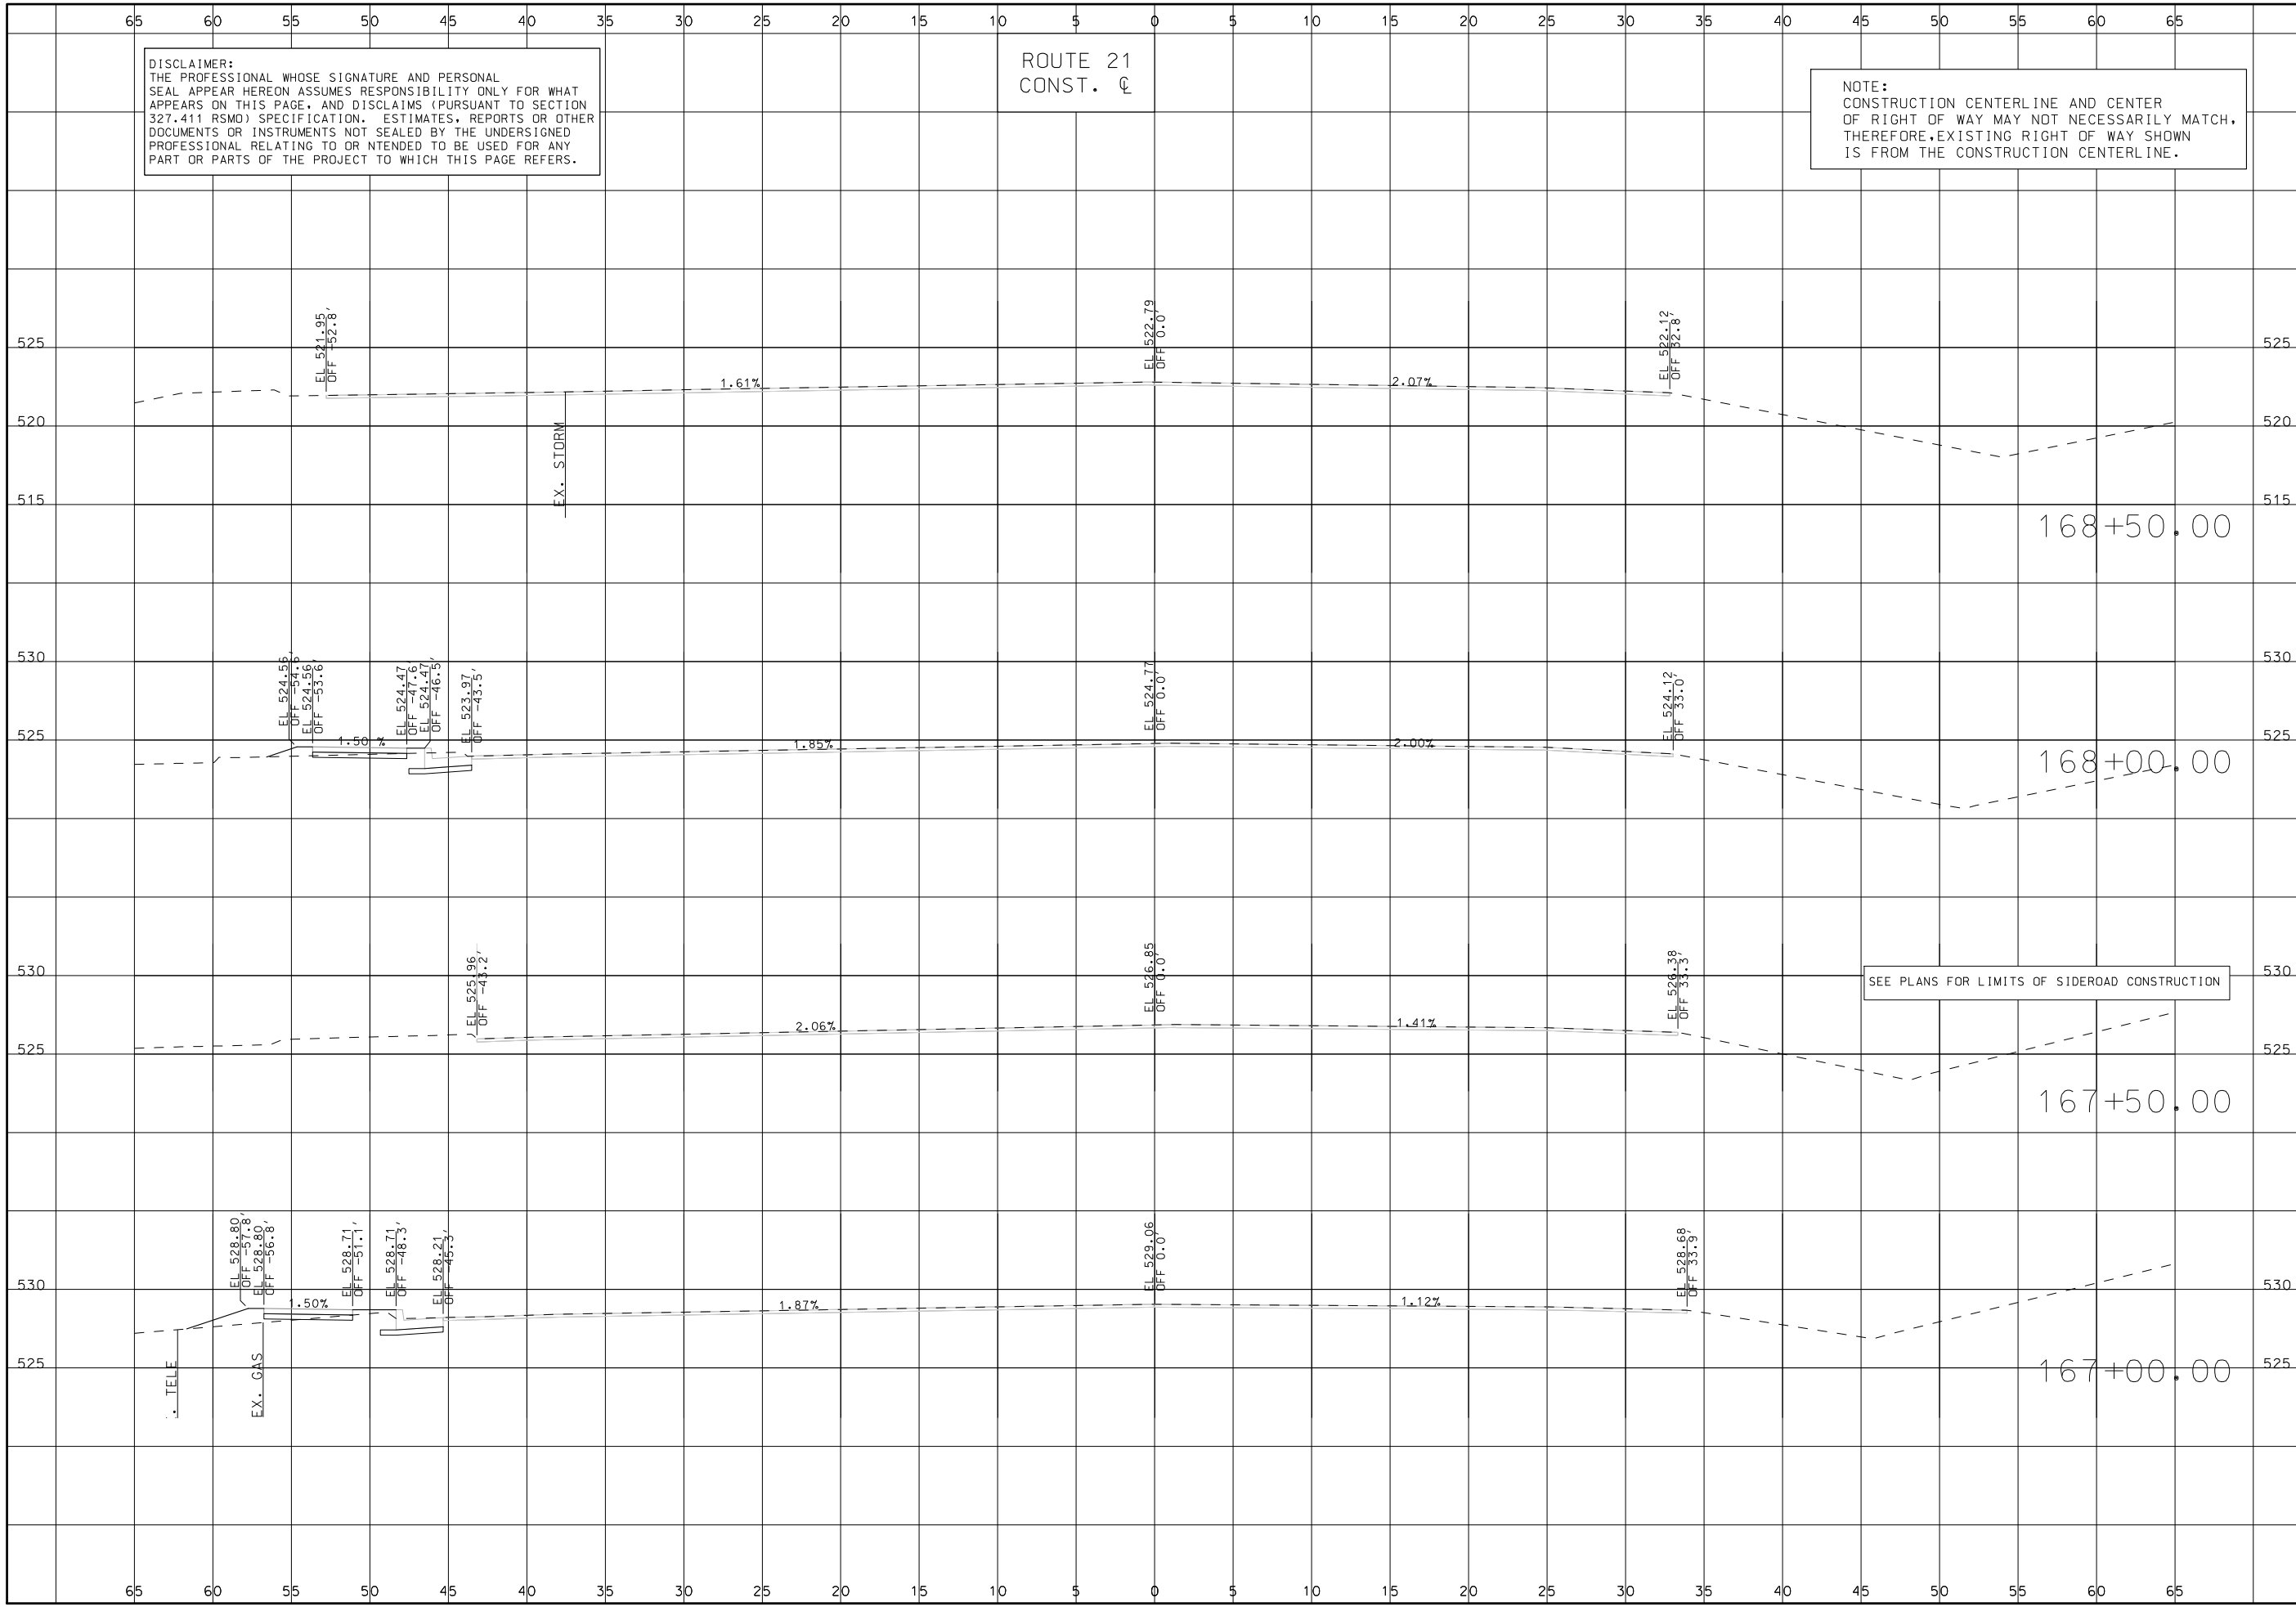 65 60 55 50 45 40 35 30 25 20 15 10 5 0 5 10 15 20 25 30 35 40 45 50 55 60 65
DISCLAIMER:
THE PROFESSIONAL WHOSE SIGNATURE AND PERSONAL
SEAL APPEAR HEREON ASSUMES RESPONSIBILITY ONLY FOR WHAT
APPEARS ON THIS PAGE, AND DISCLAIMS (PURSUANT TO SECTION
327.411 RSMO) SPECIFICATION. ESTIMATES, REPORTS OR OTHER
DOCUMENTS OR INSTRUMENTS NOT SEALED BY THE UNDERSIGNED
PROFESSIONAL RELATING TO OR NTENDED TO BE USED FOR ANY
PART OR PARTS OF THE PROJECT TO WHICH THIS PAGE REFERS.
ROUTE 21
CONST. ℄
NOTE:
CONSTRUCTION CENTERLINE AND CENTER
OF RIGHT OF WAY MAY NOT NECESSARILY MATCH,
THEREFORE,EXISTING RIGHT OF WAY SHOWN
IS FROM THE CONSTRUCTION CENTERLINE.
EL 521.95
OFF -52.8'
EL 522.79
OFF 0.0'
EL 522.12
OFF 32.8'
525 525
1.61% 2.07%
520 520
EX. STORM
515 515
168+50.00
530 530
EL 524.56
OFF -54.6'
EL 524.56
OFF -53.6'
EL 524.47
OFF -47.6'
EL 524.47
OFF -46.5'
EL 523.97
OFF -43.5'
EL 524.77
OFF 0.0'
EL 524.12
OFF 33.0'
525 525
1.50 % 1.85% 2.00%
168+00.00
530 530
EL 525.96
OFF -43.2'
EL 526.85
OFF 0.0'
EL 526.38
OFF 33.3'
SEE PLANS FOR LIMITS OF SIDEROAD CONSTRUCTION
2.06% 1.41%
525 525
167+50.00
EL 528.80
OFF -57.8'
EL 528.80
OFF -56.8'
EL 528.71
OFF -51.1'
EL 528.71
OFF -48.3'
EL 528.21
OFF -45.3'
EL 529.06
OFF 0.0'
EL 528.68
OFF 33.9'
530 530
1.50% 1.87% 1.12%
525 525
. TELE
EX. GAS
167+00.00
65 60 55 50 45 40 35 30 25 20 15 10 5 0 5 10 15 20 25 30 35 40 45 50 55 60 65